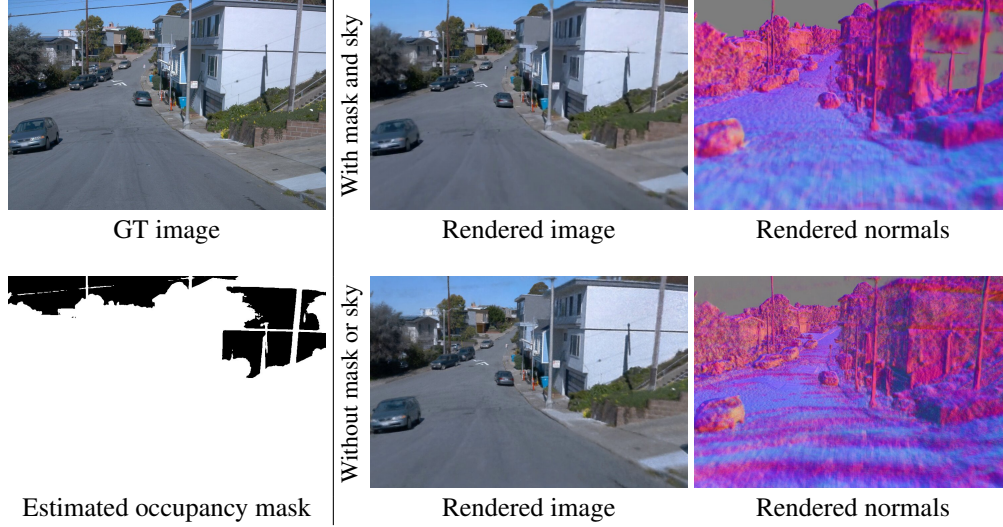 With mask and sky
GT image
Rendered image
Rendered normals
Without mask or sky
Estimated occupancy mask
Rendered image
Rendered normals